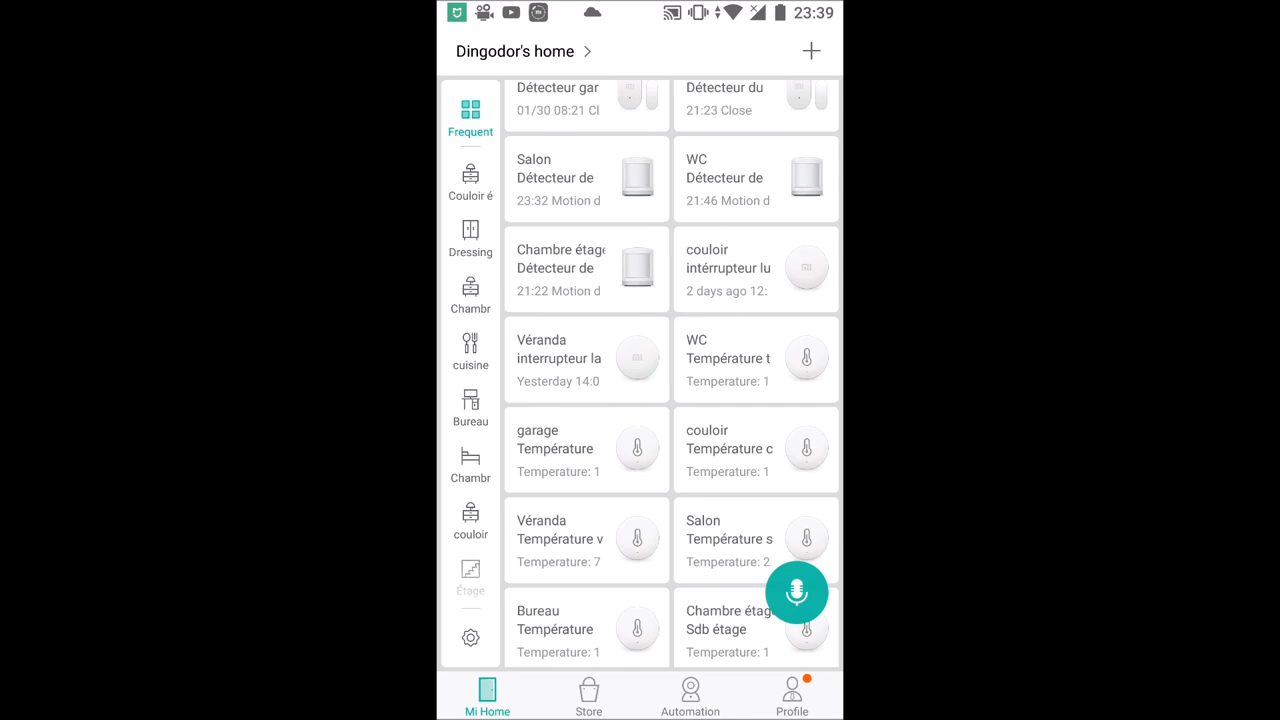 23:39
Dingodor's home
Frequent
Couloir é
Dressing
Chambr
cuisine
Bureau
Chambr
couloir
Étage
Détecteur gar
01/30 08:21 Cl
Détecteur du
21:23 Close
Salon
Détecteur de
23:32 Motion d
WC
Détecteur de
21:46 Motion d
Chambre étage
Détecteur de
21:22 Motion d
couloir
intérrupteur lu
2 days ago 12:
Véranda
interrupteur la
Yesterday 14:0
WC
Température t
Temperature: 1
garage
Température
Temperature: 1
couloir
Température c
Temperature: 1
Véranda
Température v
Temperature: 7
Salon
Température s
Temperature: 2
Bureau
Température
Temperature: 1
Chambre étag
Sdb étage
Temperature: 1
Mi Home
Store
Automation
Profile